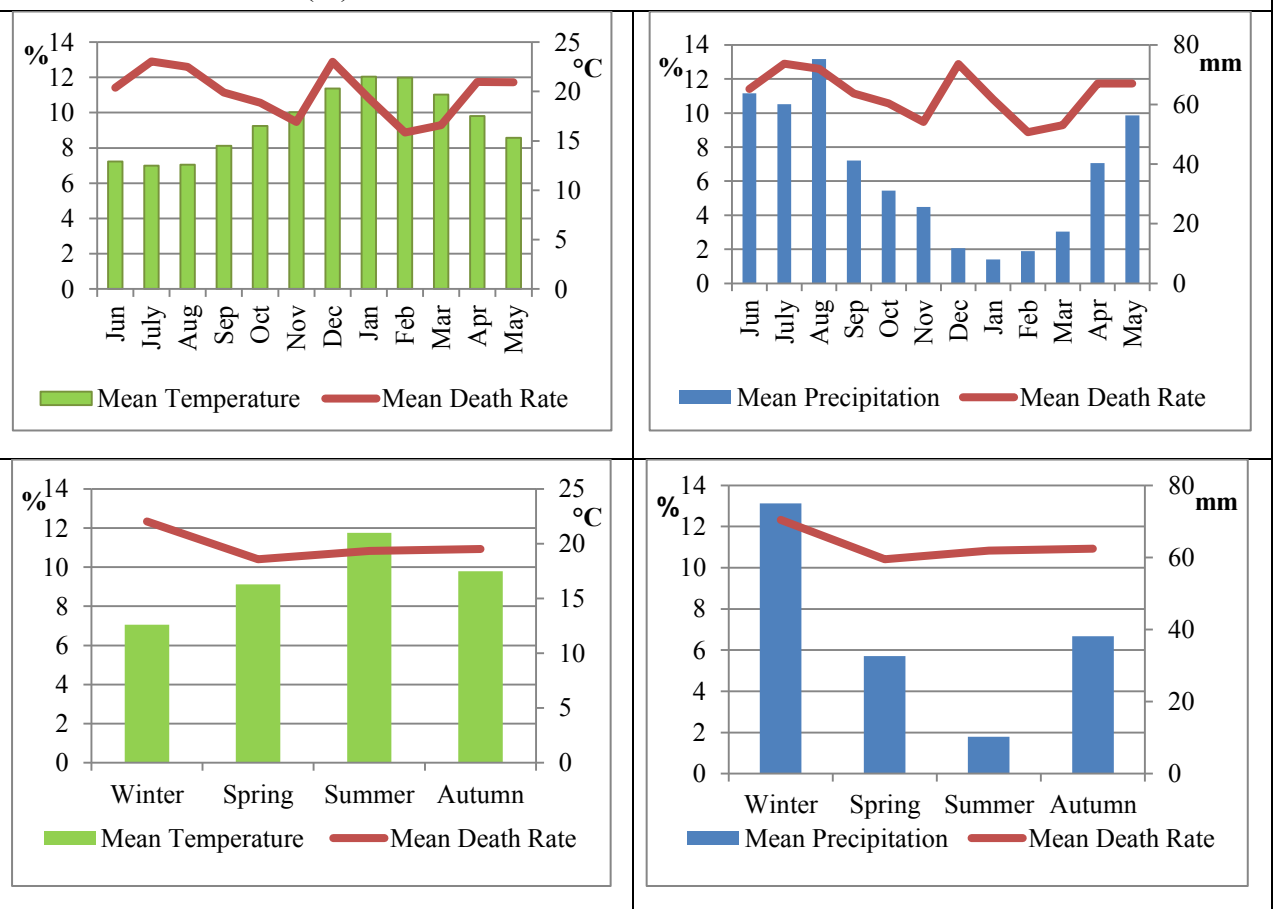 %
14
12
10
8
6
4
2
0
25
°C
20
15
10
5
0
Jun
July
Aug
Sep
Oct
Nov
Dec
Jan
Feb
Mar
Apr
May
Mean Temperature Mean Death Rate
%
14
12
10
8
6
4
2
0
80
mm
60
40
20
0
Jun
July
Aug
Sep
Oct
Nov
Dec
Jan
Feb
Mar
Apr
May
Mean Precipitation Mean Death Rate
%
14
12
10
8
6
4
2
0
25
°C
20
15
10
5
0
Winter Spring Summer Autumn
Mean Temperature Mean Death Rate
%
14
12
10
8
6
4
2
0
80
mm
60
40
20
0
Winter Spring Summer Autumn
Mean Precipitation Mean Death Rate